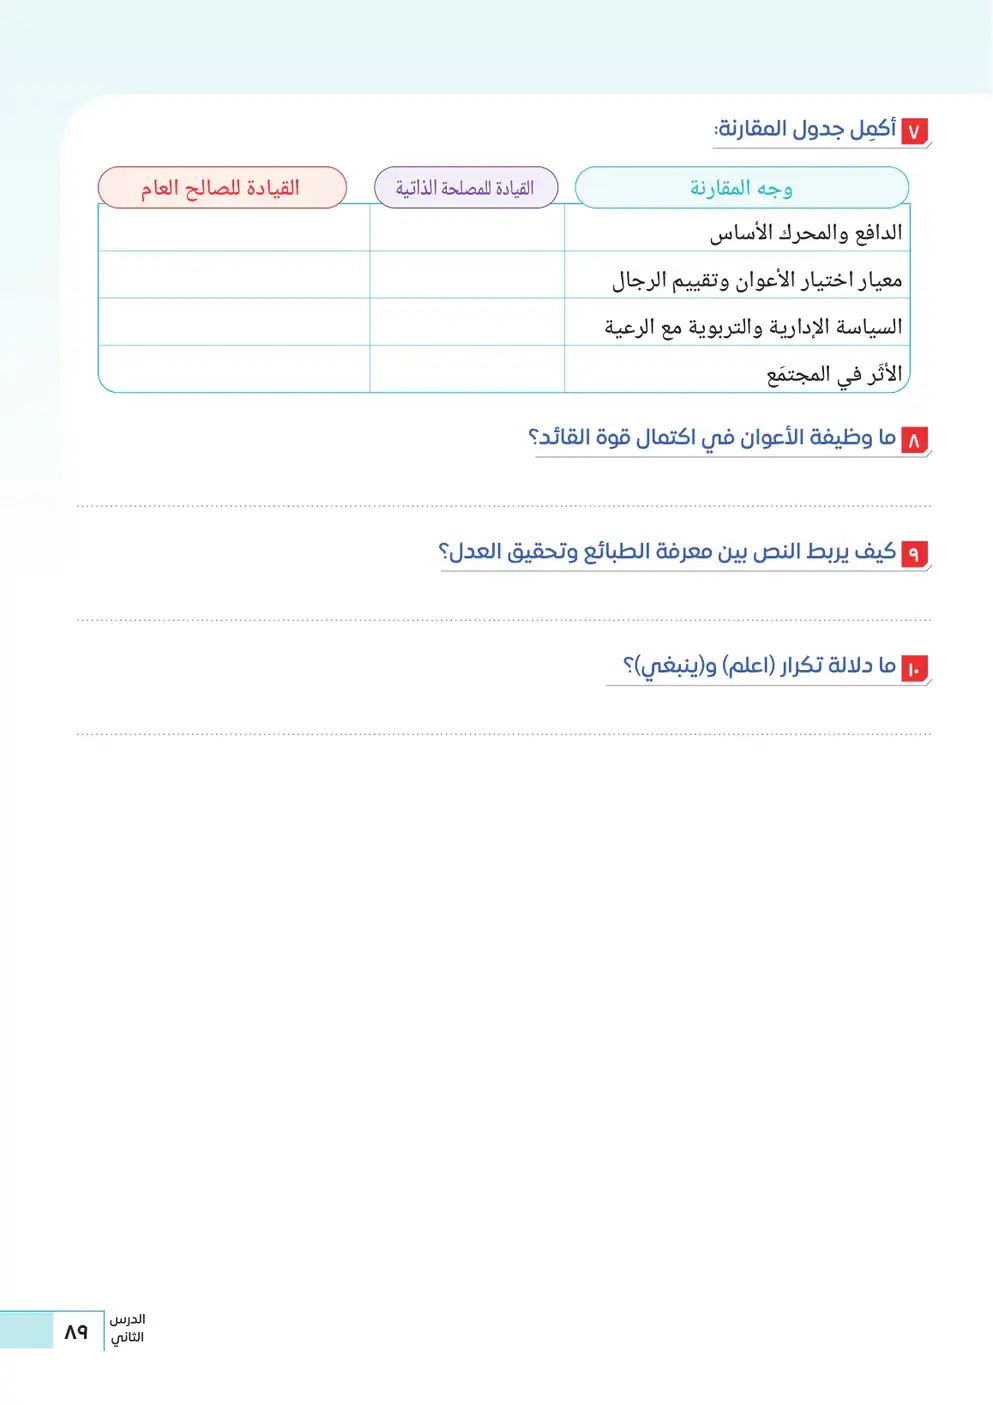 ٧ أكمِل جدول المقارنة:
وجه المقارنة القيادة للمصلحة الذاتية القيادة للصالح العام
الدافع والمحرك الأساس
معيار اختيار الأعوان وتقييم الرجال
السياسة الإدارية والتربوية مع الرعية
الأثَر في المجتمَع
٨ ما وظيفة الأعوان في اكتمال قوة القائد؟
٩ كيف يربط النص بين معرفة الطبائع وتحقيق العدل؟
١٠ ما دلالة تكرار (اعلم) و(ينبغي)؟
الدرس
الثاني
٨٩